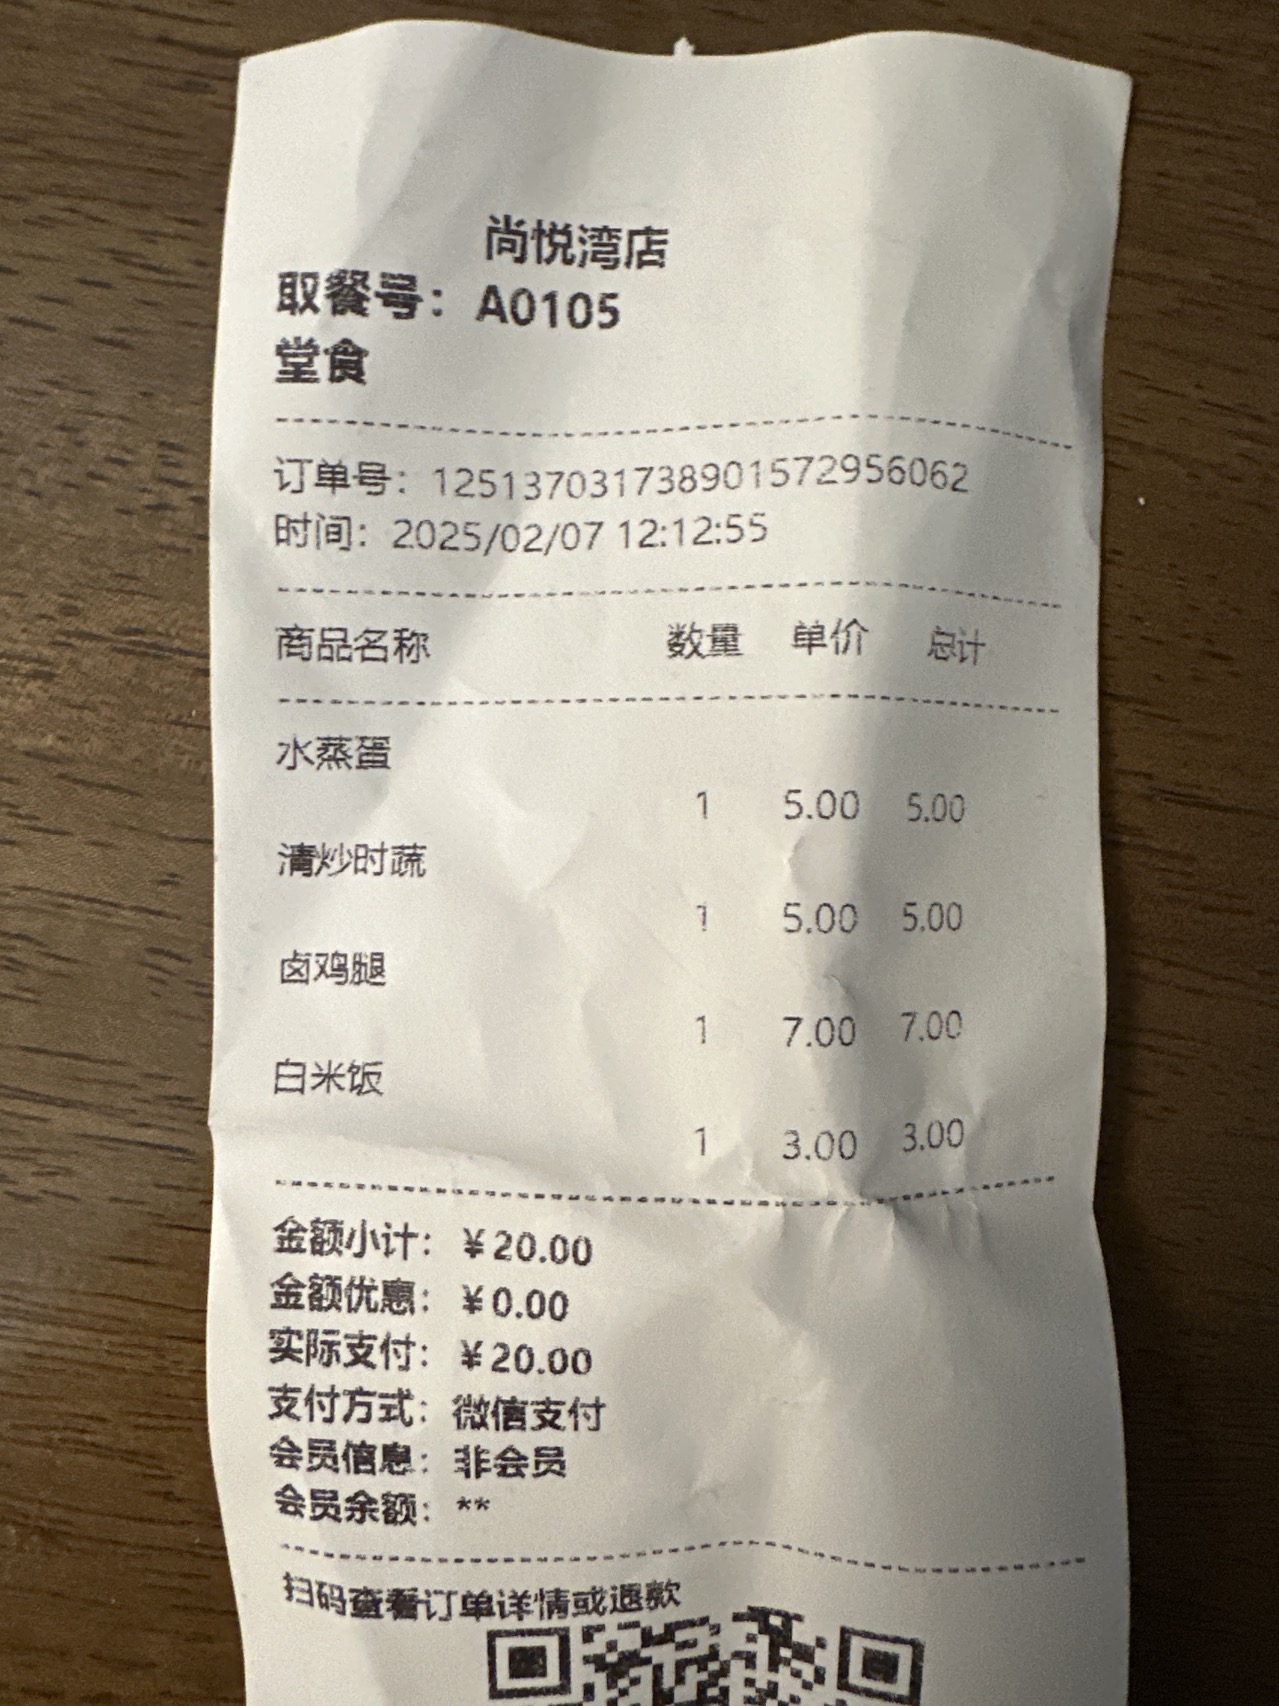 尚悦湾店
取餐号：A0105
堂食
订单号：12513703173890157295​6062
时间：2025/02/07 12:12:55
商品名称 数量 单价 总计
水蒸蛋
1 5.00 5.00
清炒时蔬
1 5.00 5.00
卤鸡腿
1 7.00 7.00
白米饭
1 3.00 3.00
金额小计：￥20.00
金额优惠：￥0.00
实际支付：￥20.00
支付方式：微信支付
会员信息：非会员
会员余额：**
扫码查看订单详情或退款